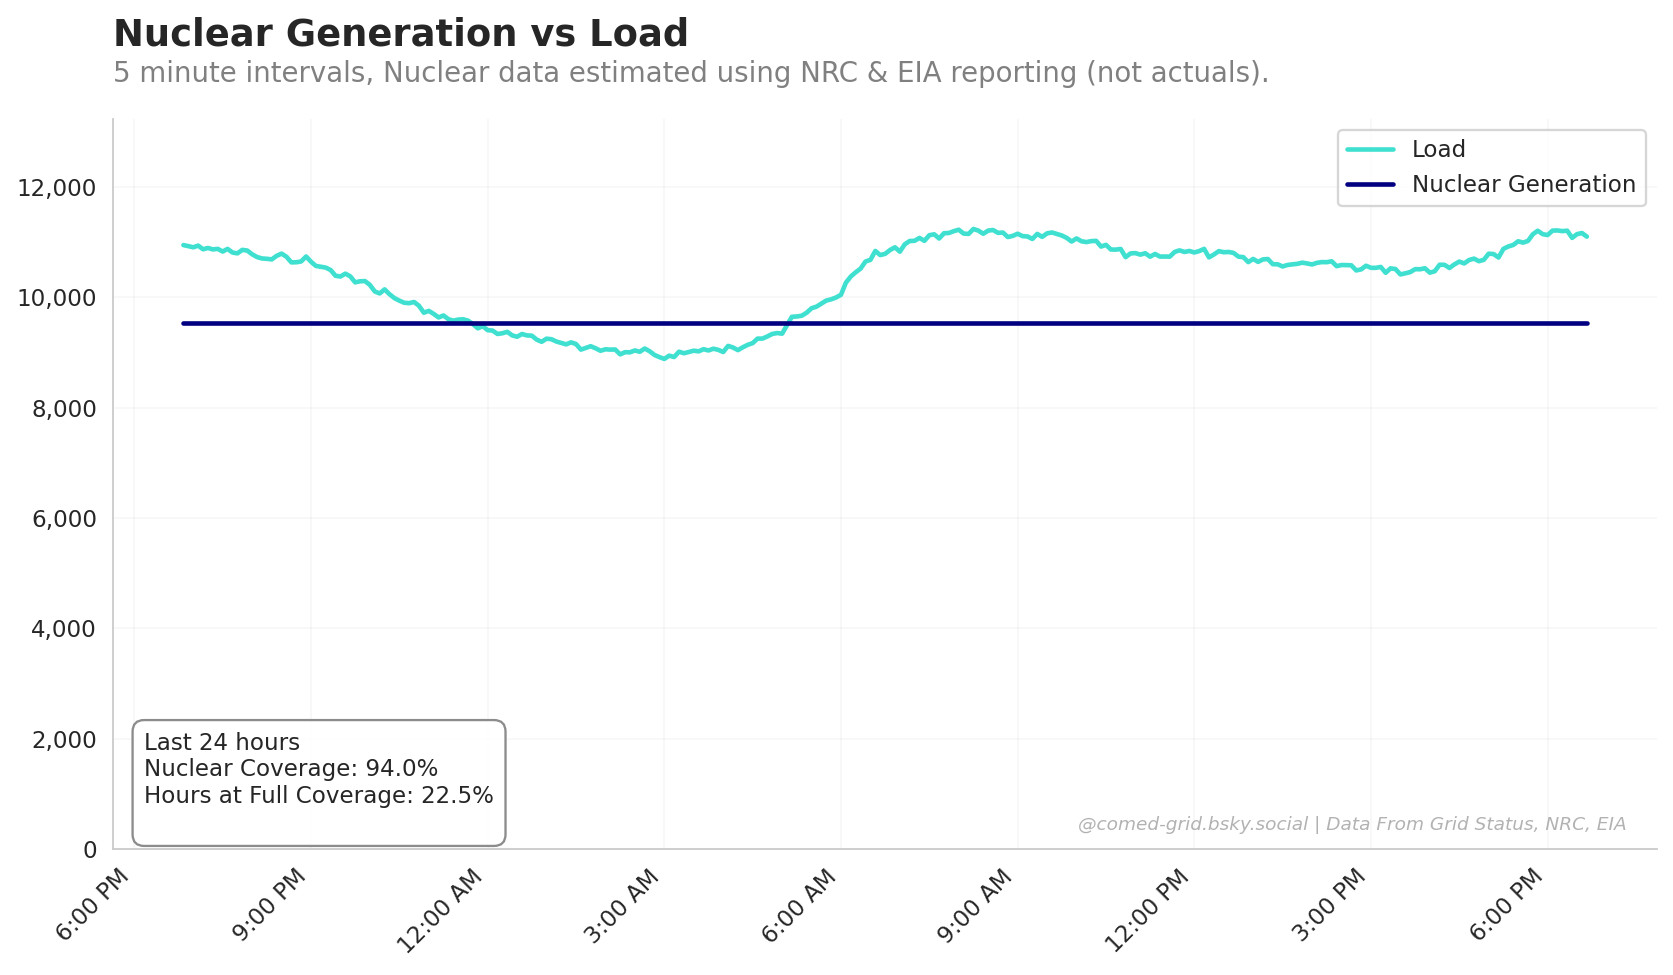 Nuclear Generation vs Load
5 minute intervals, Nuclear data estimated using NRC & EIA reporting (not actuals).
Load
Nuclear Generation
12,000
10,000
8,000
6,000
4,000
2,000
0
Last 24 hours
Nuclear Coverage: 94.0%
Hours at Full Coverage: 22.5%
@comed-grid.bsky.social | Data From Grid Status, NRC, EIA
6:00 PM
9:00 PM
12:00 AM
3:00 AM
6:00 AM
9:00 AM
12:00 PM
3:00 PM
6:00 PM